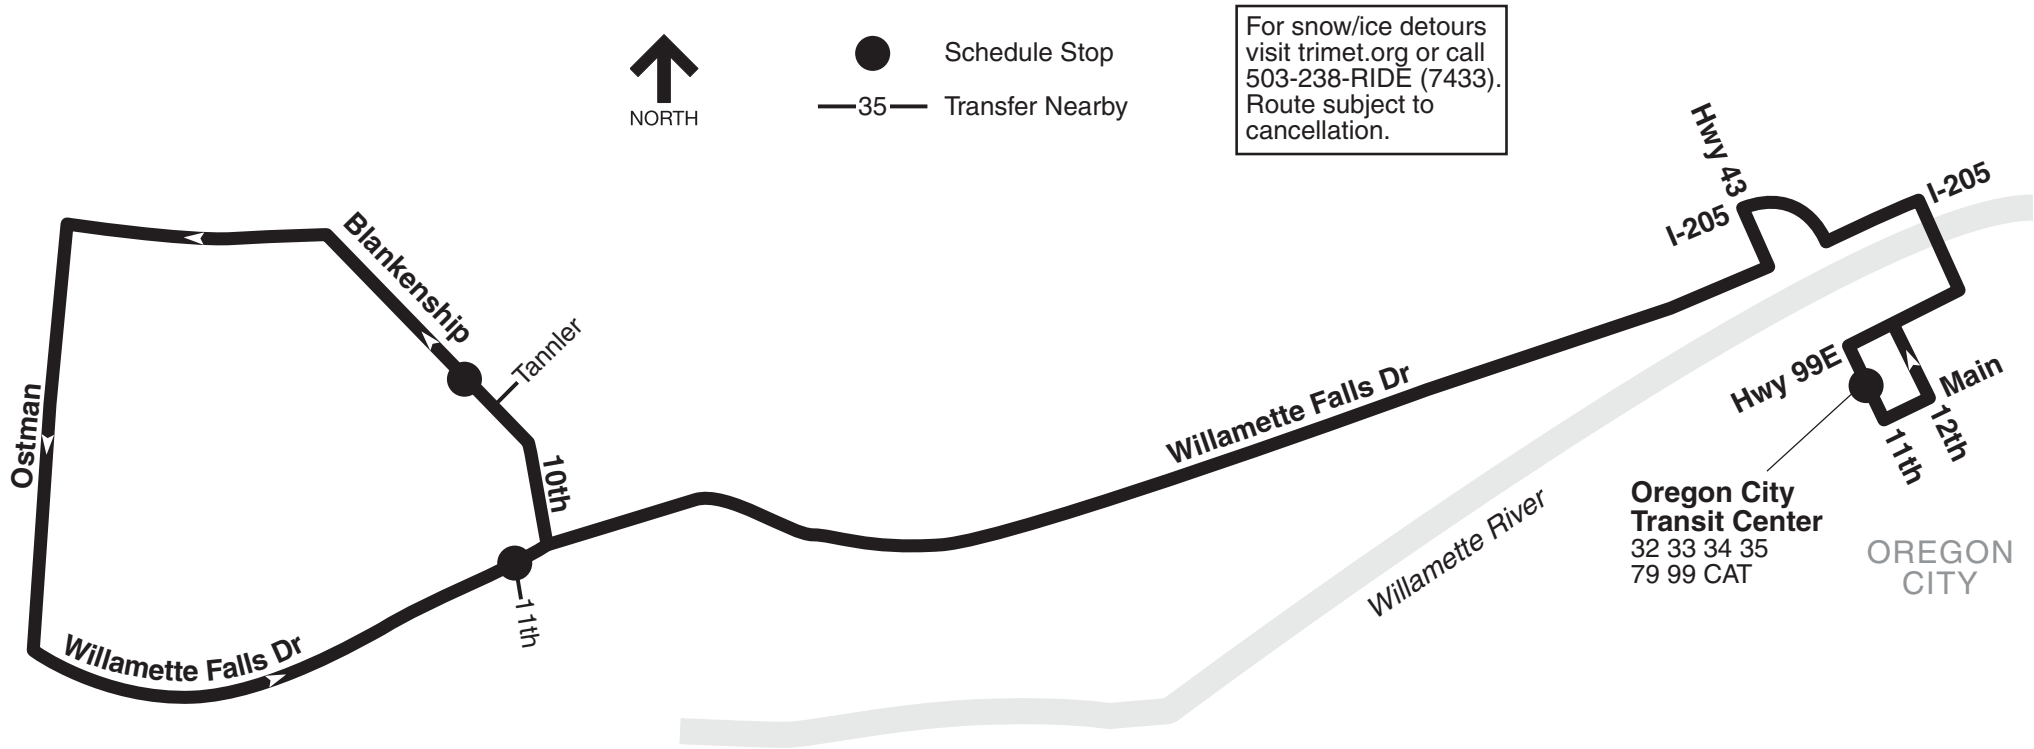 NORTH
Schedule Stop
35
Transfer Nearby
For snow/ice detours
visit trimet.org or call
503-238-RIDE (7433).
Route subject to
cancellation.
Hwy 43
I-205
I-205
Blankenship
Tannler
Ostman
10th
Willamette Falls Dr
Hwy 99E
Main
12th
11th
Willamette River
Oregon City
Transit Center
32 33 34 35
79 99 CAT
OREGON
CITY
11th
Willamette Falls Dr